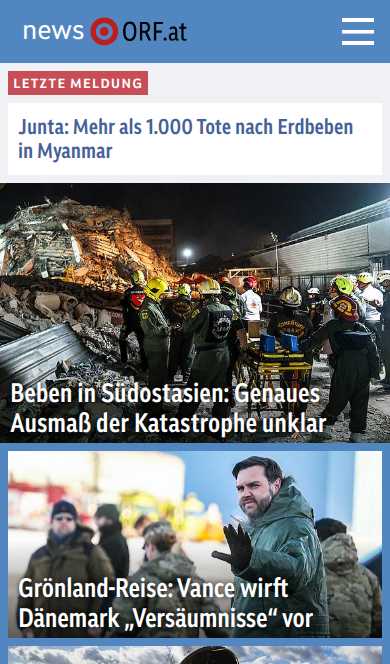 news ORF.at
LETZTE MELDUNG
Junta: Mehr als 1.000 Tote nach Erdbeben
in Myanmar
Beben in Südostasien: Genaues
Ausmaß der Katastrophe unklar
Grönland-Reise: Vance wirft
Dänemark „Versäumnisse“ vor